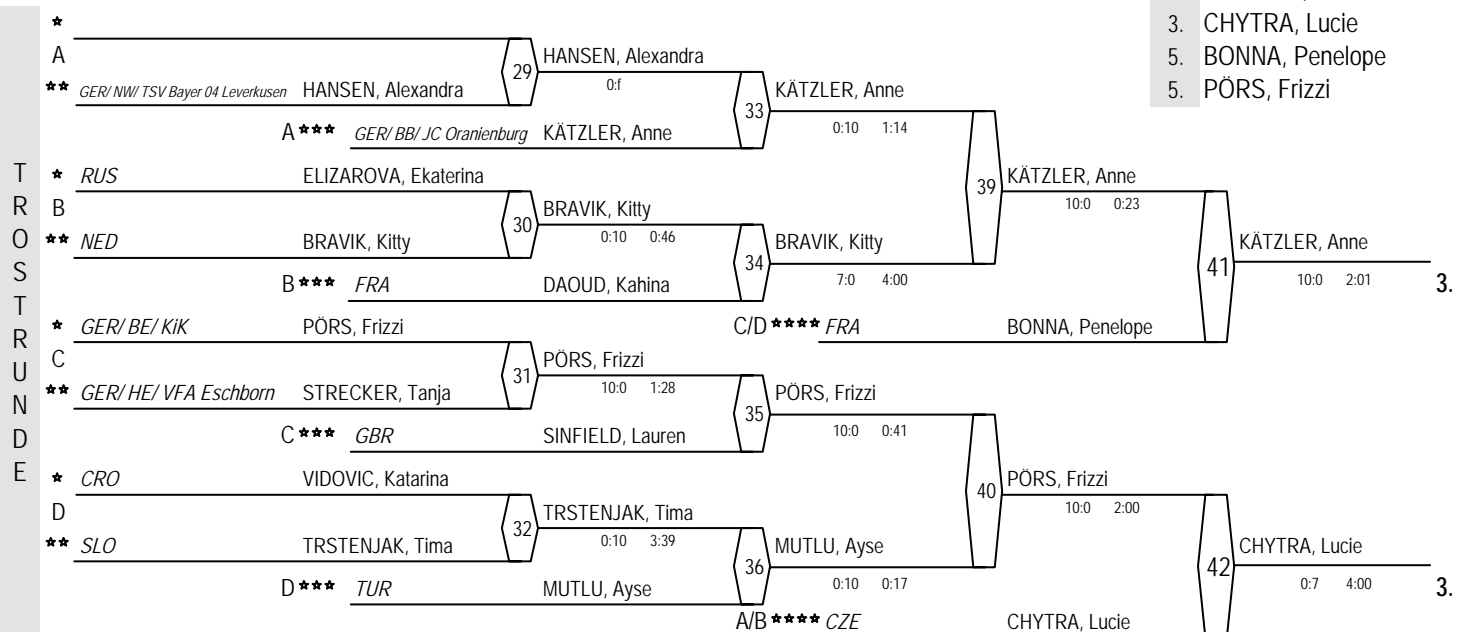 3. CHYTRA, Lucie
5. BONNA, Penelope
5. PÖRS, Frizzi
TROSTRUNDE
*
A
** GER/ NW/ TSV Bayer 04 Leverkusen HANSEN, Alexandra
29
HANSEN, Alexandra
0:f
A *** GER/ BB/ JC Oranienburg KÄTZLER, Anne
33
KÄTZLER, Anne
0:10 1:14
* RUS ELIZAROVA, Ekaterina
B
** NED BRAVIK, Kitty
30
BRAVIK, Kitty
0:10 0:46
B *** FRA DAOUD, Kahina
34
BRAVIK, Kitty
7:0 4:00
39
KÄTZLER, Anne
10:0 0:23
C/D **** FRA BONNA, Penelope
41
KÄTZLER, Anne
10:0 2:01
3.
* GER/ BE/ KiK PÖRS, Frizzi
C
** GER/ HE/ VFA Eschborn STRECKER, Tanja
31
PÖRS, Frizzi
10:0 1:28
C *** GBR SINFIELD, Lauren
35
PÖRS, Frizzi
10:0 0:41
* CRO VIDOVIC, Katarina
D
** SLO TRSTENJAK, Tima
32
TRSTENJAK, Tima
0:10 3:39
D *** TUR MUTLU, Ayse
36
MUTLU, Ayse
0:10 0:17
40
PÖRS, Frizzi
10:0 2:00
A/B **** CZE CHYTRA, Lucie
42
CHYTRA, Lucie
0:7 4:00
3.